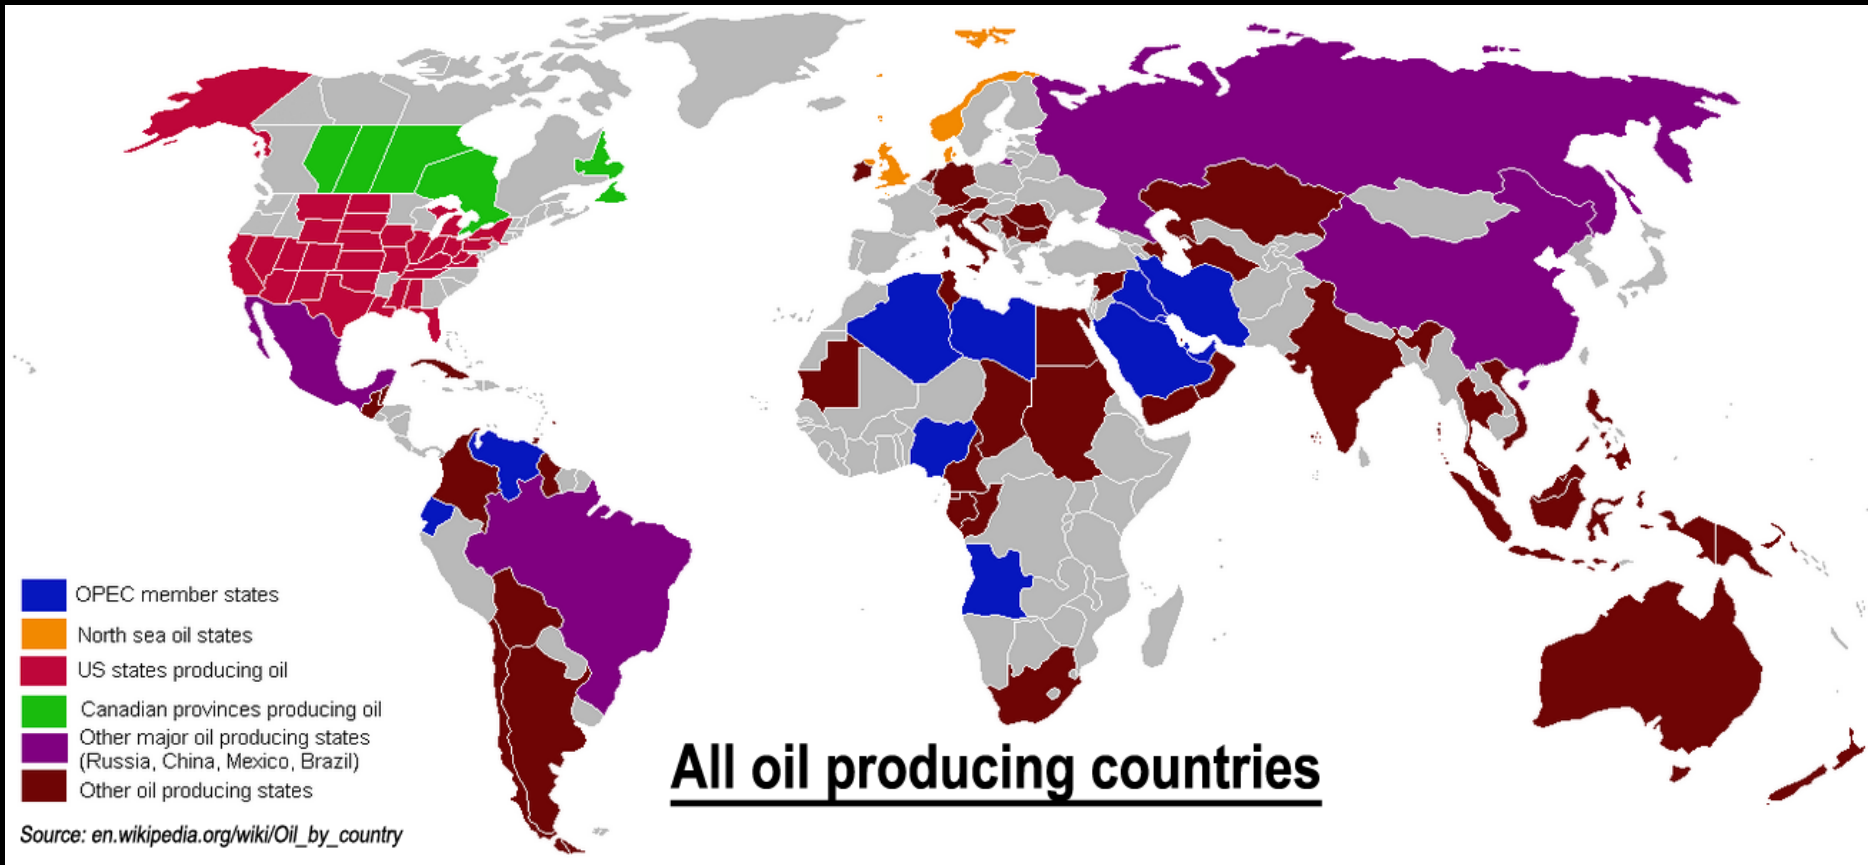 OPEC member states
North sea oil states
US states producing oil
Canadian provinces producing oil
Other major oil producing states
(Russia, China, Mexico, Brazil)
Other oil producing states
Source: en.wikipedia.org/wiki/Oil_by_country
All oil producing countries